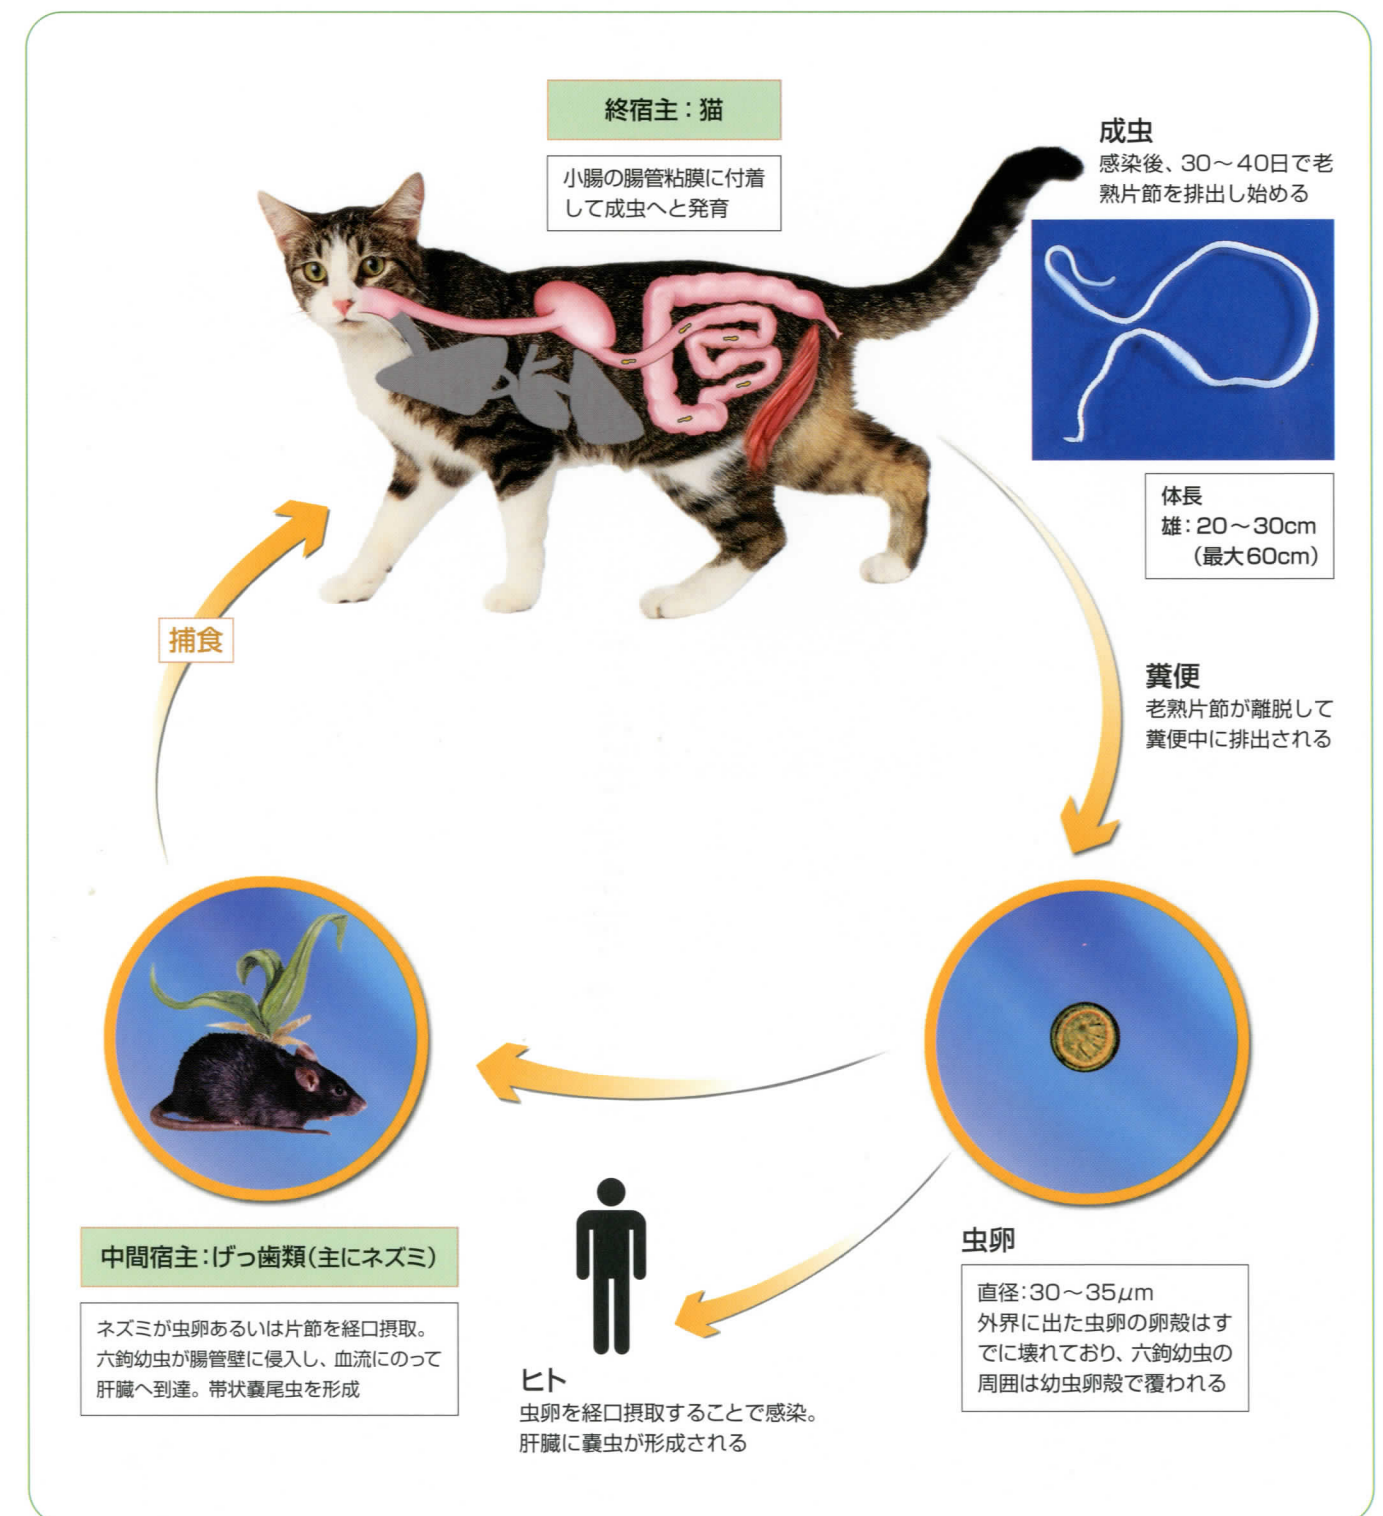 終宿主：猫
小腸の腸管粘膜に付着
して成虫へと発育
成虫
感染後、30～40日で老
熟片節を排出し始める
体長
雄：20～30cm
（最大60cm）
捕食
糞便
老熟片節が離脱して
糞便中に排出される
中間宿主：げっ歯類（主にネズミ）
ネズミが虫卵あるいは片節を経口摂取。
六鉤幼虫が腸管壁に侵入し、血流にのって
肝臓へ到達。帯状嚢尾虫を形成
ヒト
虫卵を経口摂取することで感染。
肝臓に嚢虫が形成される
虫卵
直径：30～35μm
外界に出た虫卵の卵殻はす
でに壊れており、六鉤幼虫の
周囲は幼虫卵殻で覆われる